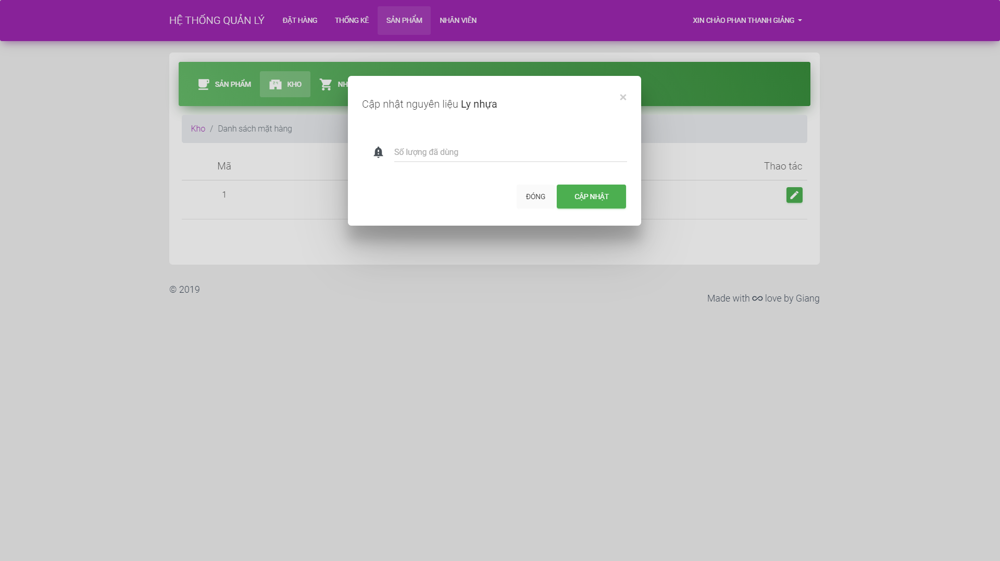 HỆ THỐNG QUẢN LÝ ĐẶT HÀNG THỐNG KÊ SẢN PHẨM NHÂN VIÊN XIN CHÀO PHAN THANH GIẢNG
SẢN PHẨM KHO
Cập nhật nguyên liệu Ly nhựa ×
Kho / Danh sách mặt hàng
Số lượng đã dùng
Mã Thao tác
1
ĐÓNG CẬP NHẬT
© 2019
Made with love by Giang